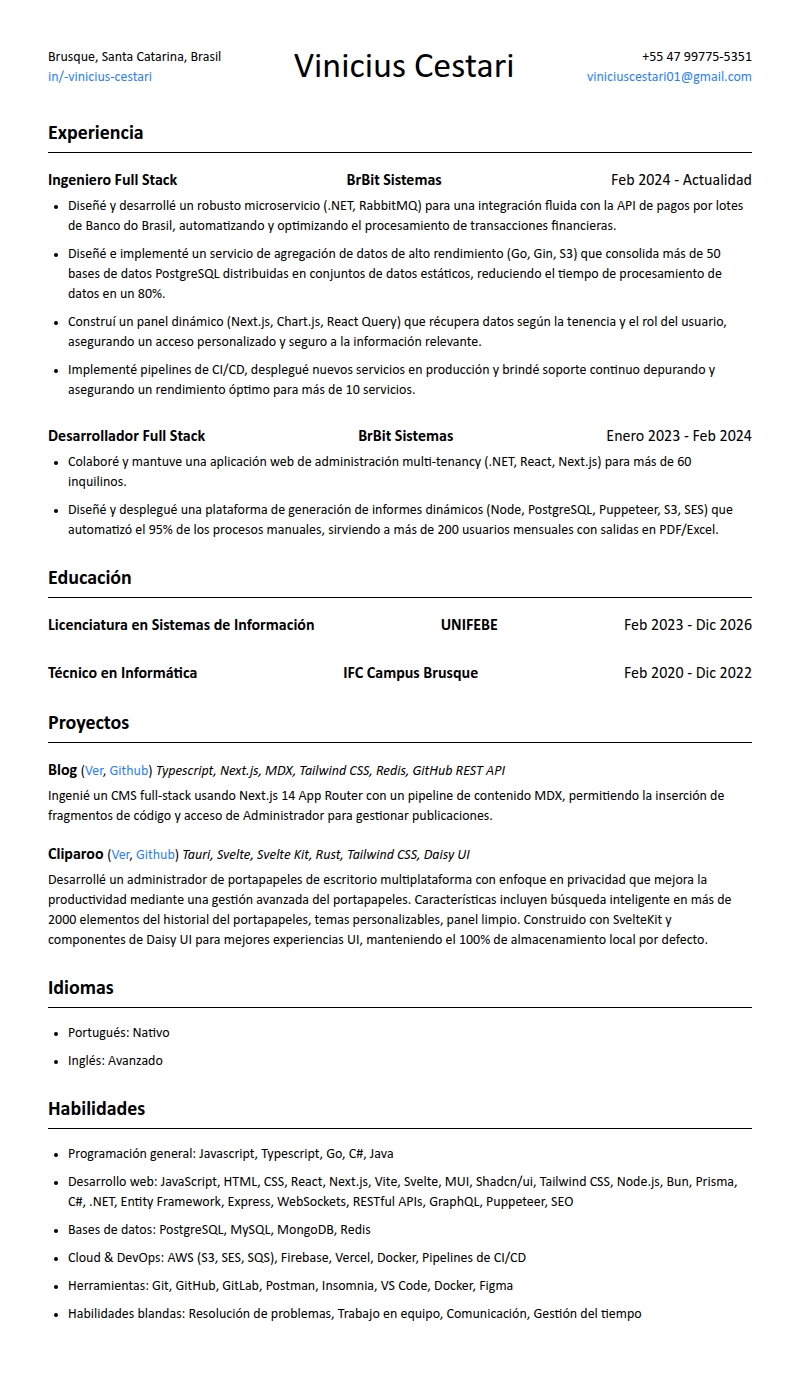 Brusque, Santa Catarina, Brasil
in/-vinicius-cestari
Vinicius Cestari
+55 47 99775-5351
viniciuscestari01@gmail.com
Experiencia
Ingeniero Full Stack BrBit Sistemas Feb 2024 - Actualidad
• Diseñé y desarrollé un robusto microservicio (.NET, RabbitMQ) para una integración fluida con la API de pagos por lotes
de Banco do Brasil, automatizando y optimizando el procesamiento de transacciones financieras.
• Diseñé e implementé un servicio de agregación de datos de alto rendimiento (Go, Gin, S3) que consolida más de 50
bases de datos PostgreSQL distribuidas en conjuntos de datos estáticos, reduciendo el tiempo de procesamiento de
datos en un 80%.
• Construí un panel dinámico (Next.js, Chart.js, React Query) que récupera datos según la tenencia y el rol del usuario,
asegurando un acceso personalizado y seguro a la información relevante.
• Implementé pipelines de CI/CD, desplegué nuevos servicios en producción y brindé soporte continuo depurando y
asegurando un rendimiento óptimo para más de 10 servicios.
Desarrollador Full Stack BrBit Sistemas Enero 2023 - Feb 2024
• Colaboré y mantuve una aplicación web de administración multi-tenancy (.NET, React, Next.js) para más de 60
inquilinos.
• Diseñé y desplegué una plataforma de generación de informes dinámicos (Node, PostgreSQL, Puppeteer, S3, SES) que
automatizó el 95% de los procesos manuales, sirviendo a más de 200 usuarios mensuales con salidas en PDF/Excel.
Educación
Licenciatura en Sistemas de Información UNIFEBE Feb 2023 - Dic 2026
Técnico en Informática IFC Campus Brusque Feb 2020 - Dic 2022
Proyectos
Blog (Ver, Github) Typescript, Next.js, MDX, Tailwind CSS, Redis, GitHub REST API
Ingenié un CMS full-stack usando Next.js 14 App Router con un pipeline de contenido MDX, permitiendo la inserción de
fragmentos de código y acceso de Administrador para gestionar publicaciones.
Cliparoo (Ver, Github) Tauri, Svelte, Svelte Kit, Rust, Tailwind CSS, Daisy UI
Desarrollé un administrador de portapapeles de escritorio multiplataforma con enfoque en privacidad que mejora la
productividad mediante una gestión avanzada del portapapeles. Características incluyen búsqueda inteligente en más de
2000 elementos del historial del portapapeles, temas personalizables, panel limpio. Construido con SvelteKit y
componentes de Daisy UI para mejores experiencias UI, manteniendo el 100% de almacenamiento local por defecto.
Idiomas
• Portugués: Nativo
• Inglés: Avanzado
Habilidades
• Programación general: Javascript, Typescript, Go, C#, Java
• Desarrollo web: JavaScript, HTML, CSS, React, Next.js, Vite, Svelte, MUI, Shadcn/ui, Tailwind CSS, Node.js, Bun, Prisma,
C#, .NET, Entity Framework, Express, WebSockets, RESTful APIs, GraphQL, Puppeteer, SEO
• Bases de datos: PostgreSQL, MySQL, MongoDB, Redis
• Cloud & DevOps: AWS (S3, SES, SQS), Firebase, Vercel, Docker, Pipelines de CI/CD
• Herramientas: Git, GitHub, GitLab, Postman, Insomnia, VS Code, Docker, Figma
• Habilidades blandas: Resolución de problemas, Trabajo en equipo, Comunicación, Gestión del tiempo